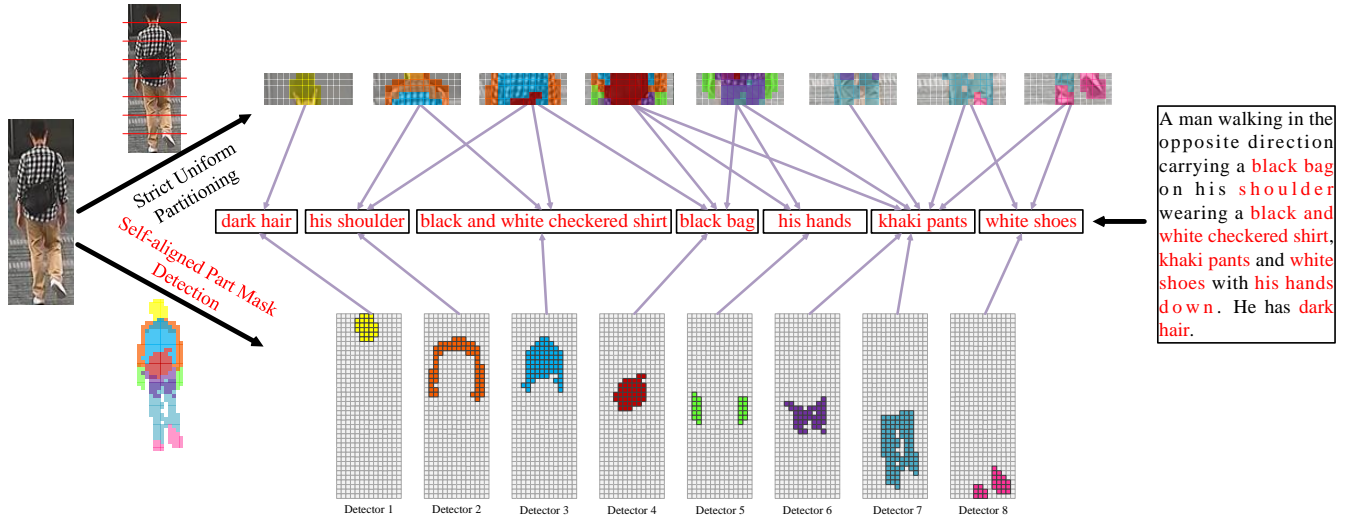 Strict Uniform
Partitioning
Self-aligned Part Mask
Detection
dark hair
his shoulder
black and white checkered shirt
black bag
his hands
khaki pants
white shoes
A man walking in the
opposite direction
carrying a black bag
on his shoulder
wearing a black and
white checkered shirt,
khaki pants and white
shoes with his hands
down. He has dark
hair.
Detector 1
Detector 2
Detector 3
Detector 4
Detector 5
Detector 6
Detector 7
Detector 8